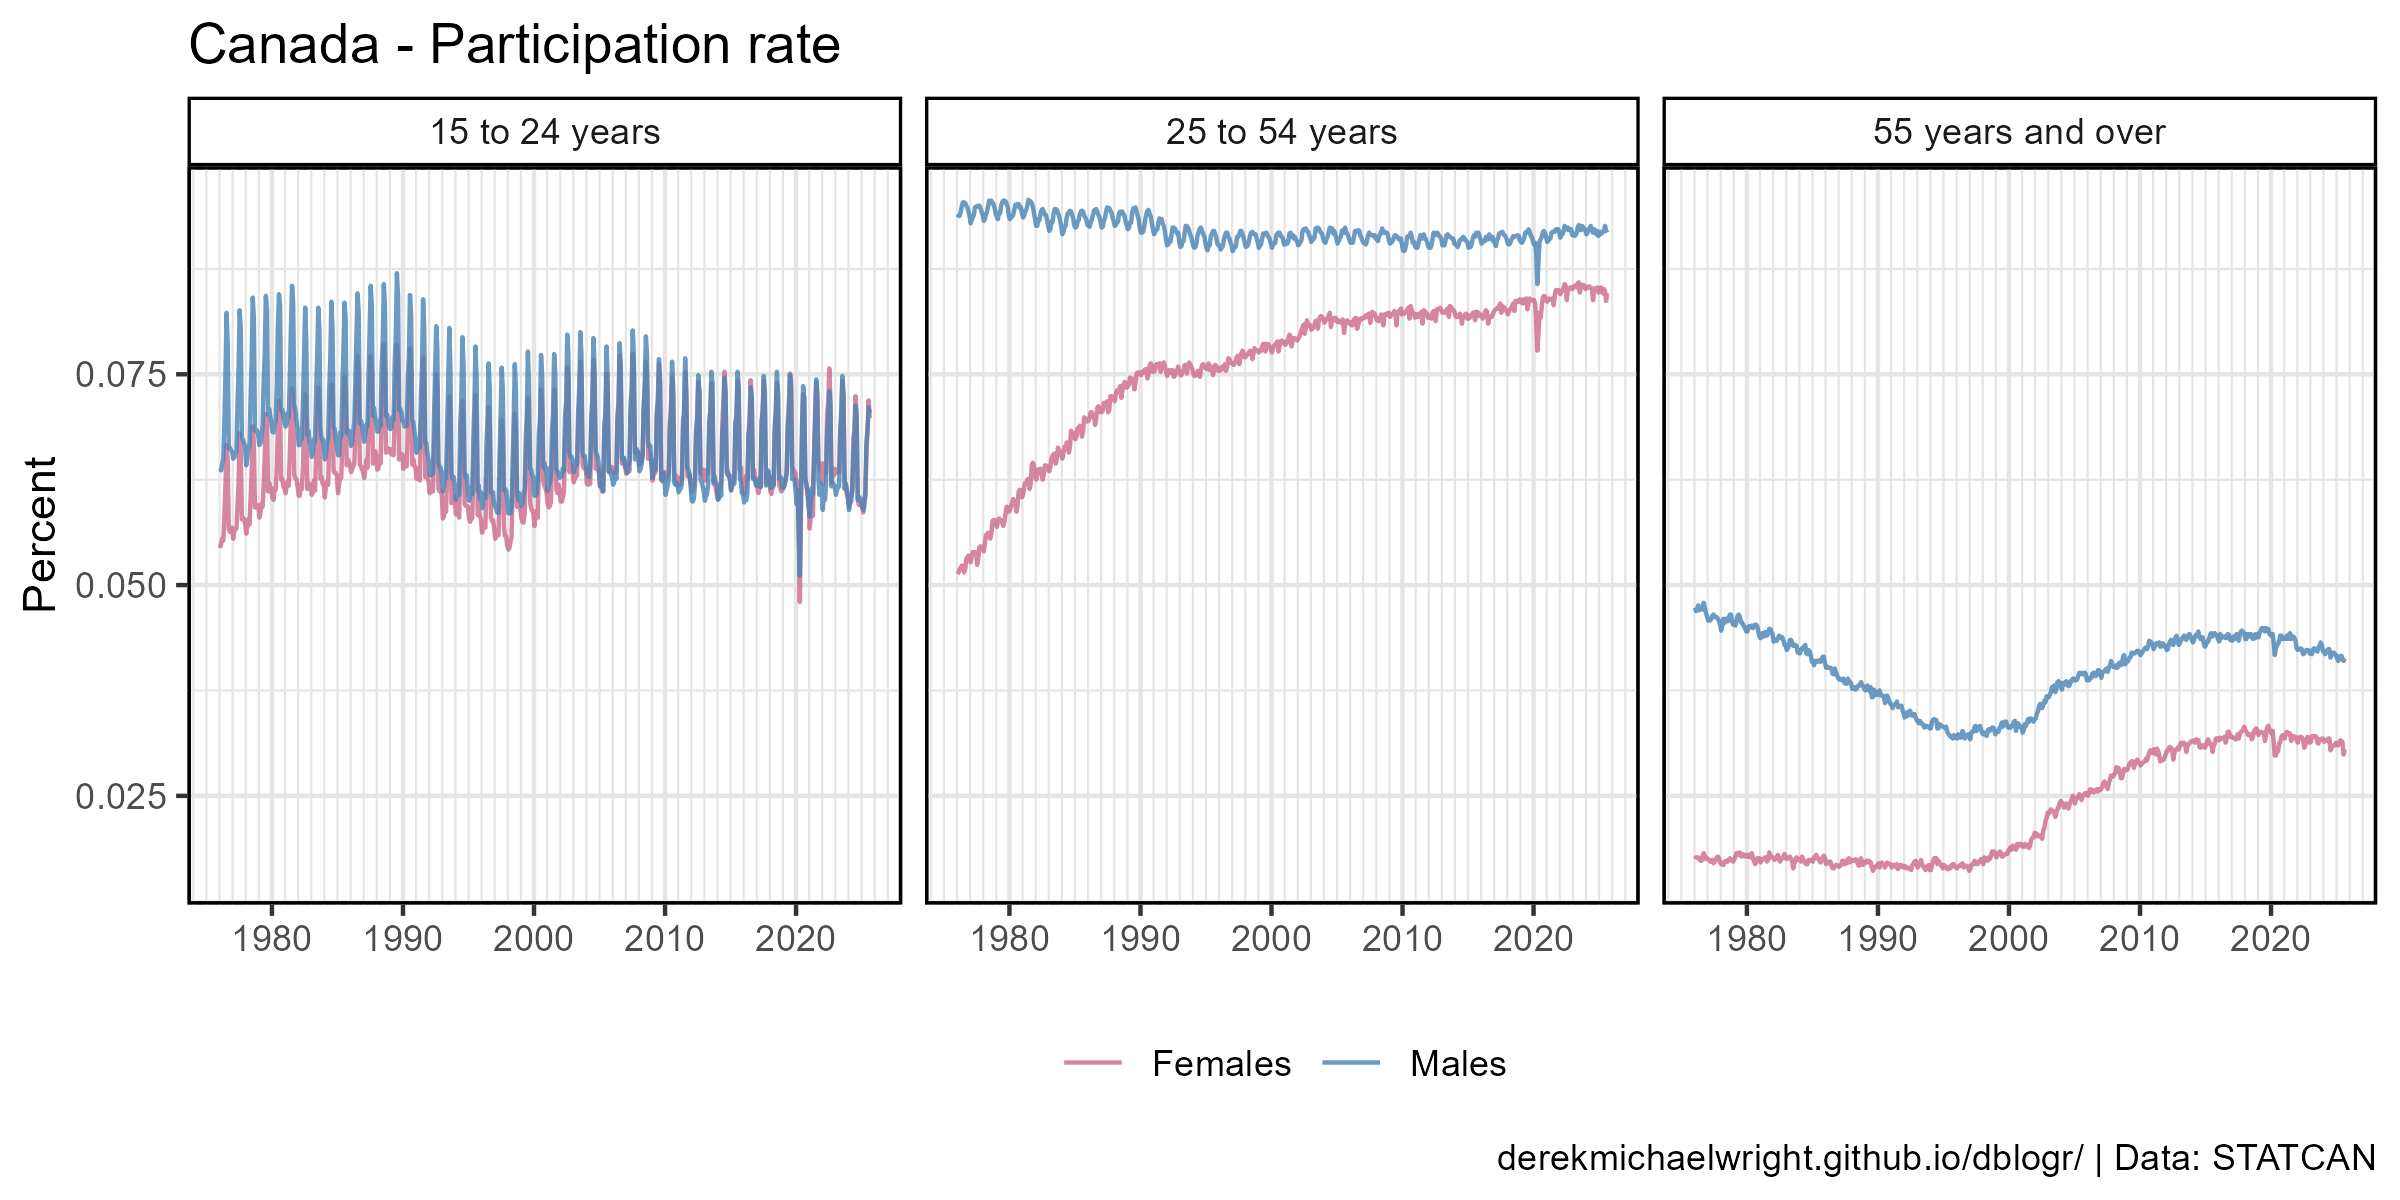 Canada - Participation rate
15 to 24 years
25 to 54 years
55 years and over
Percent
0.075
0.050
0.025
1980 1990 2000 2010 2020
1980 1990 2000 2010 2020
1980 1990 2000 2010 2020
Females Males
derekmichaelwright.github.io/dblogr/ | Data: STATCAN